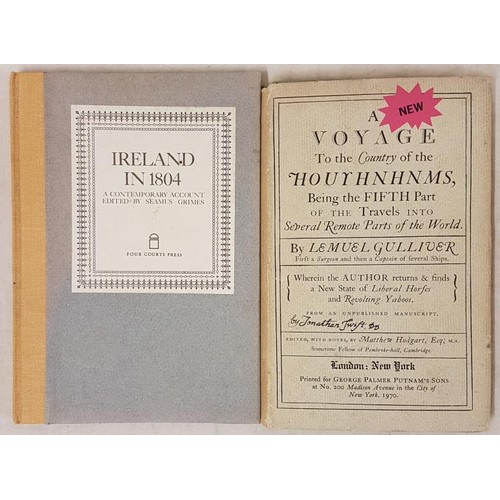 IRELAND
IN 1804
A CONTEMPORARY ACCOUNT
EDITED BY SEAMUS GRIMES
FOUR COURTS PRESS
NEW
A
VOYAGE
To the Country of the
HOUYHNHNMS,
Being the FIFTH Part
OF THE Travels INTO
Several Remote Parts of the World.
By LEMUEL GULLIVER
First a Surgeon and then a Captain of Several Ships.
Wherein the AUTHOR returns & finds
a New State of Liberal Horses
and Revolting Yahoos.
FROM AN UNPUBLISHED MANUSCRIPT,
by Jonathan Swift, DD
EDITED, WITH NOTES, BY Matthew Hodgart, Esq; M.A.
Sometime Fellow of Pembroke-hall, Cambridge.
London: New York
Printed for GEORGE PALMER PUTNAM'S SONS
at No. 200 Madison Avenue in the City of
New York. 1970.